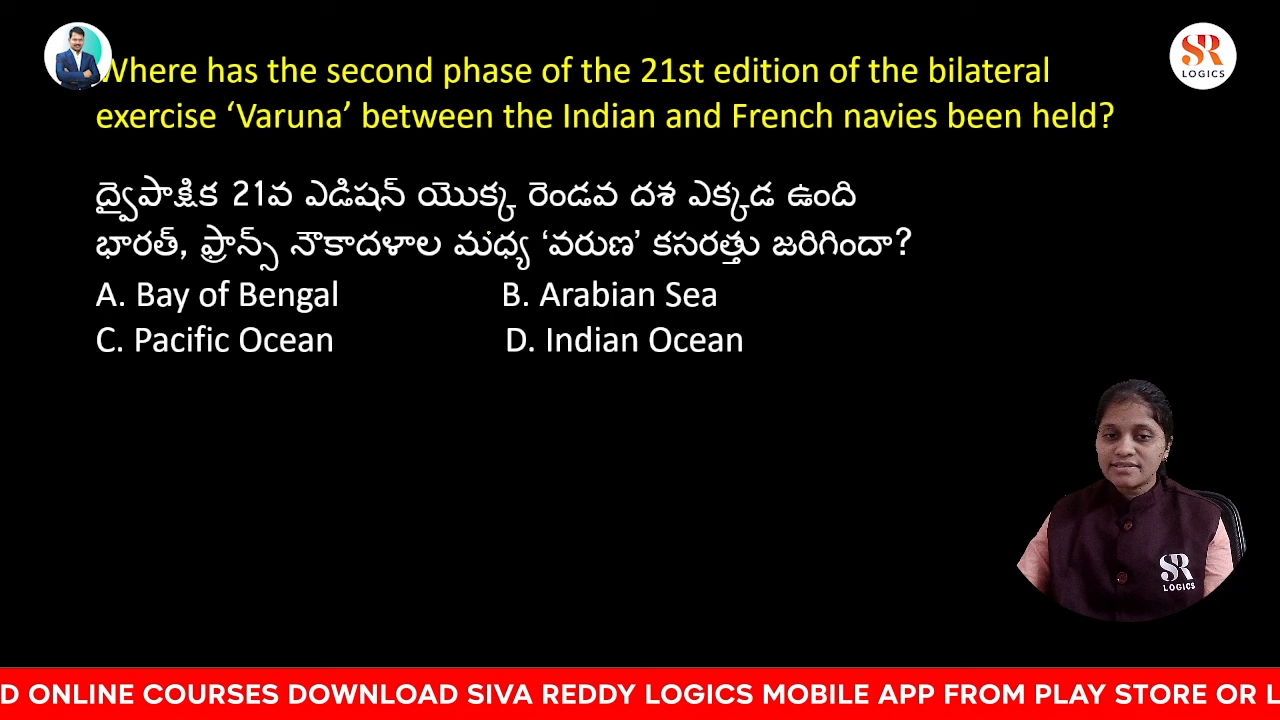 Where has the second phase of the 21st edition of the bilateral
SR
LOGICS
exercise ‘Varuna’ between the Indian and French navies been held?
ద్వైపాక్షిక 21వ ఎడిషన్ యొక్క రెండవ దశ ఎక్కడ ఉంది
భారత్, ఫ్రాన్స్ నౌకాదళాల మధ్య ‘వరుణ’ కసరత్తు జరిగిందా?
A. Bay of Bengal B. Arabian Sea
C. Pacific Ocean D. Indian Ocean
SR
LOGICS
D ONLINE COURSES DOWNLOAD SIVA REDDY LOGICS MOBILE APP FROM PLAY STORE OR L